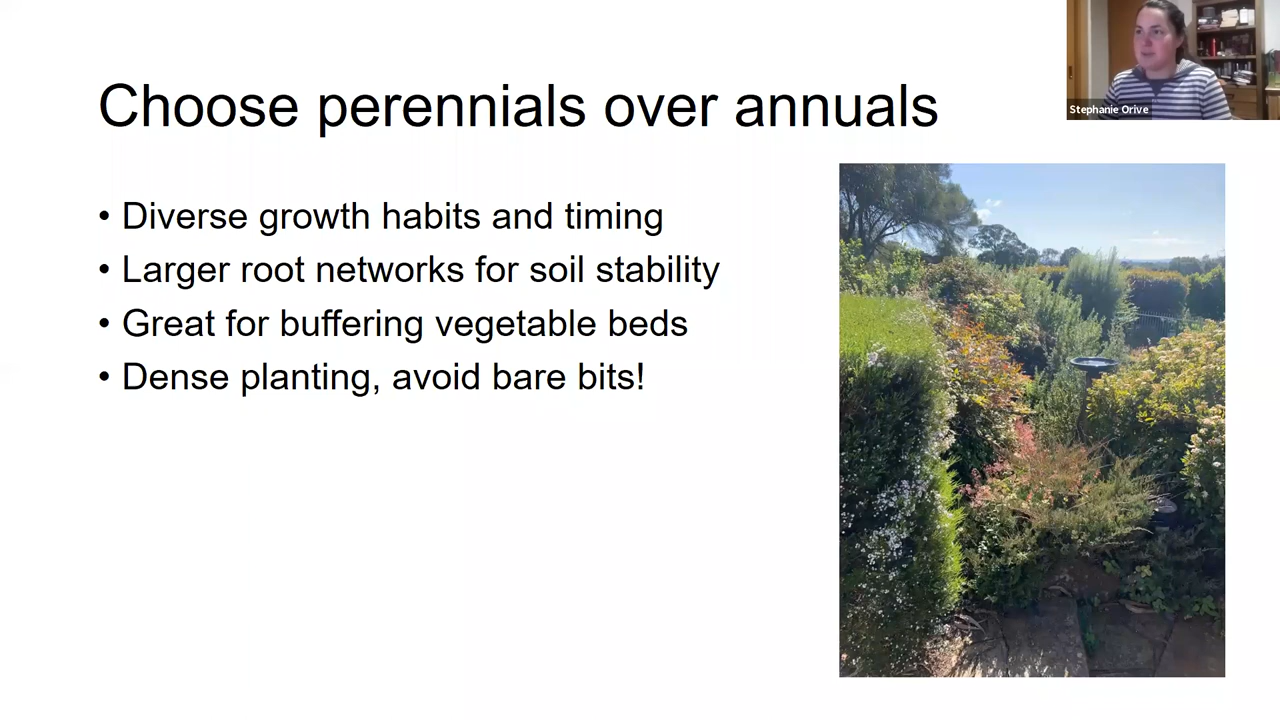 Choose perennials over annuals
Stephanie Orive
• Diverse growth habits and timing
• Larger root networks for soil stability
• Great for buffering vegetable beds
• Dense planting, avoid bare bits!